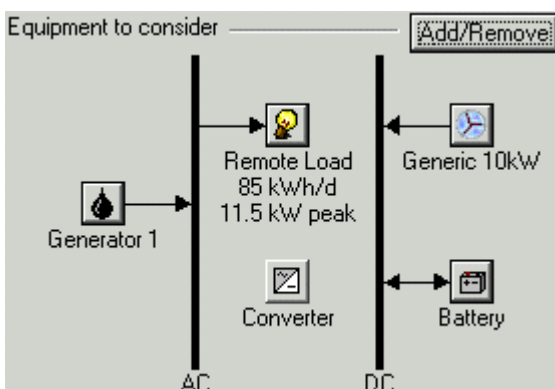 Equipment to consider
Add/Remove
Remote Load
85 kWh/d
11.5 kW peak
Generic 10kW
Generator 1
Converter
Battery
AC
DC